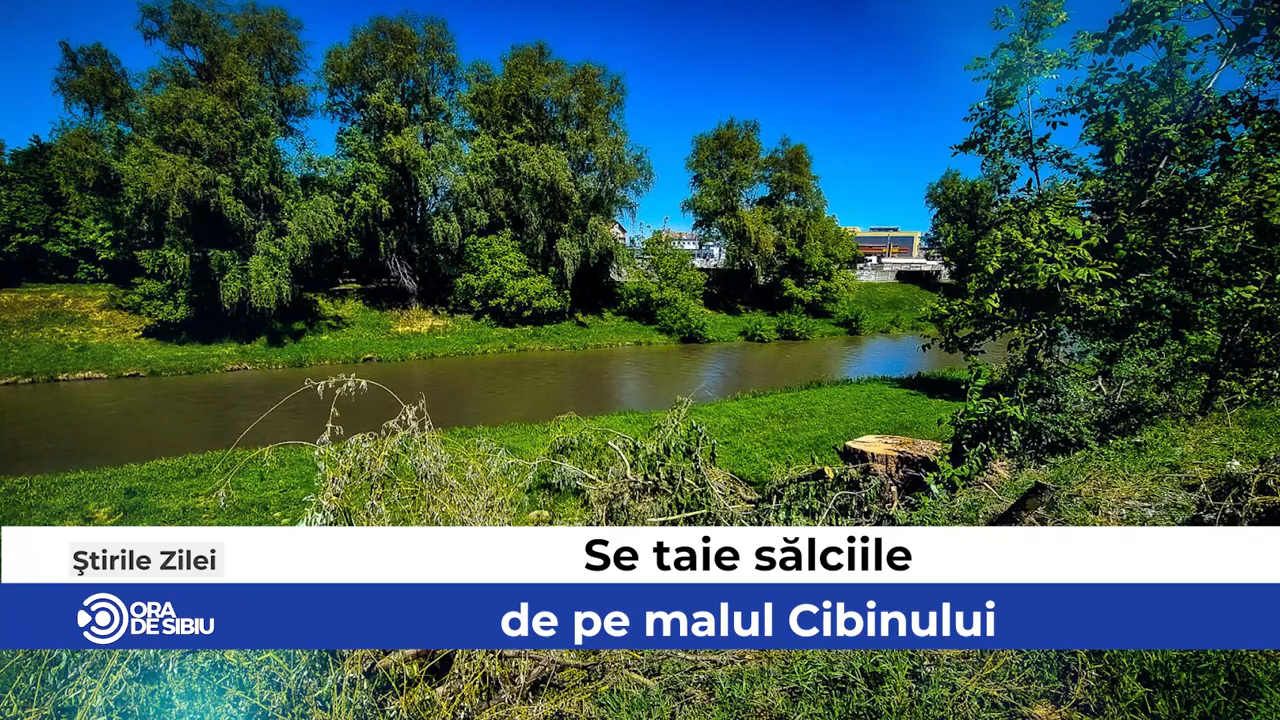 Ştirile Zilei
Se taie sălciile
ORA
DE SIBIU
de pe malul Cibinului